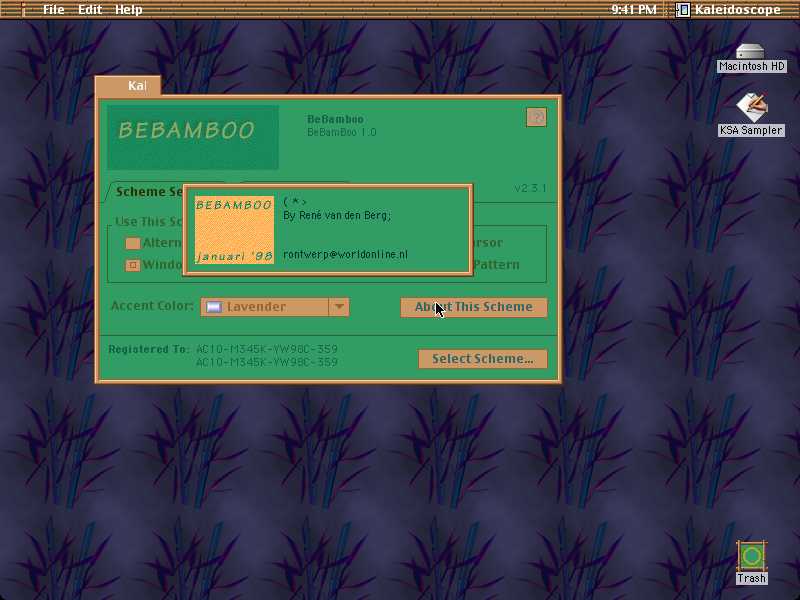 File Edit Help
9:41 PM
Kaleidoscope
Macintosh HD
KSA Sampler
Kal
BEBAMBOO
BeBamboo
BeBamBoo 1.0
?
Scheme Se
v2.3.1
BEBAMBOO
januari '98
( * >
By René van den Berg;
rontwerp@worldonline.nl
Use This Sc
Altern
ursor
Windo
Pattern
Accent Color:
Lavender
About This Scheme
Registered To: AC10-M345K-YW98C-359
AC10-M345K-YW98C-359
Select Scheme...
Trash